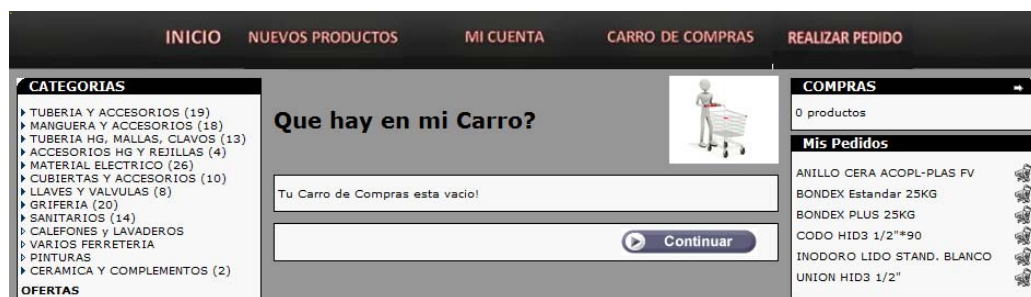 INICIO NUEVOS PRODUCTOS MI CUENTA CARRO DE COMPRAS REALIZAR PEDIDO
CATEGORIAS
TUBERIA Y ACCESORIOS (19)
MANGUERA Y ACCESORIOS (18)
TUBERIA HG, MALLAS, CLAVOS (13)
ACCESORIOS HG Y REJILLAS (4)
MATERIAL ELECTRICO (26)
CUBIERTAS Y ACCESORIOS (10)
LLAVES Y VALVULAS (8)
GRIFERIA (20)
SANITARIOS (14)
CALEFONES y LAVADEROS
VARIOS FERRETERIA
PINTURAS
CERAMICA Y COMPLEMENTOS (2)
OFERTAS
Que hay en mi Carro?
Tu Carro de Compras esta vacio!
Continuar
COMPRAS
0 productos
Mis Pedidos
ANILLO CERA ACOPL-PLAS FV
BONDEX Estandar 25KG
BONDEX PLUS 25KG
CODO HID3 1/2"*90
INODORO LIDO STAND. BLANCO
UNION HID3 1/2"